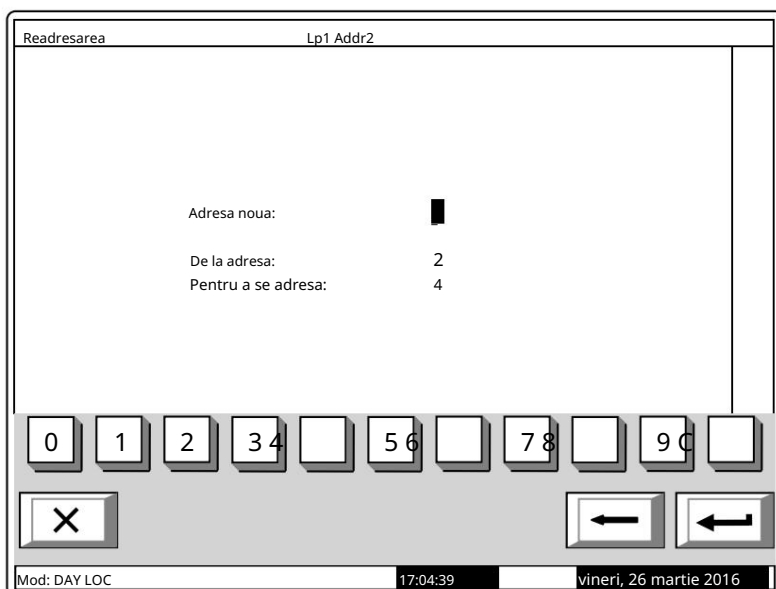 Readresarea Lp1 Addr2
Adresa noua:
De la adresa: 2
Pentru a se adresa: 4
0 1 2 3 4 5 6 7 8 9 C
Mod: DAY LOC 17:04:39 vineri, 26 martie 2016